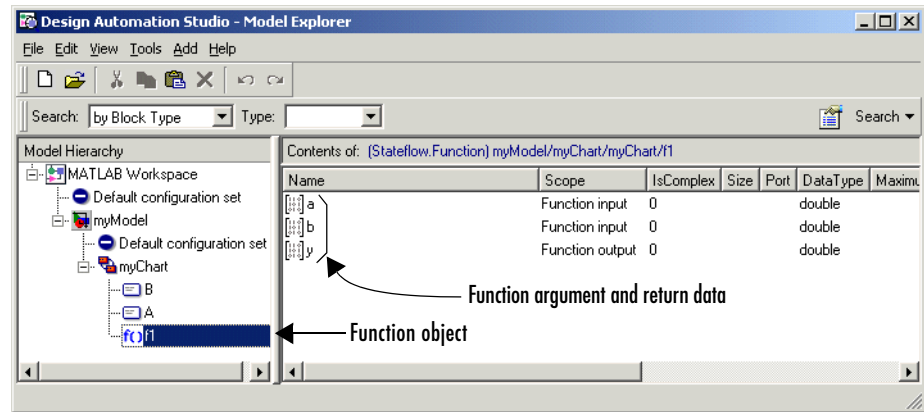 Design Automation Studio - Model Explorer
File Edit View Tools Add Help
Search: by Block Type Type: Search
Model Hierarchy
MATLAB Workspace
Default configuration set
myModel
Default configuration set
myChart
B
A
f() f1
Contents of: (Stateflow.Function) myModel/myChart/myChart/f1
Name Scope IsComplex Size Port DataType Maximu
a Function input 0 double
b Function input 0 double
y Function output 0 double
Function argument and return data
Function object